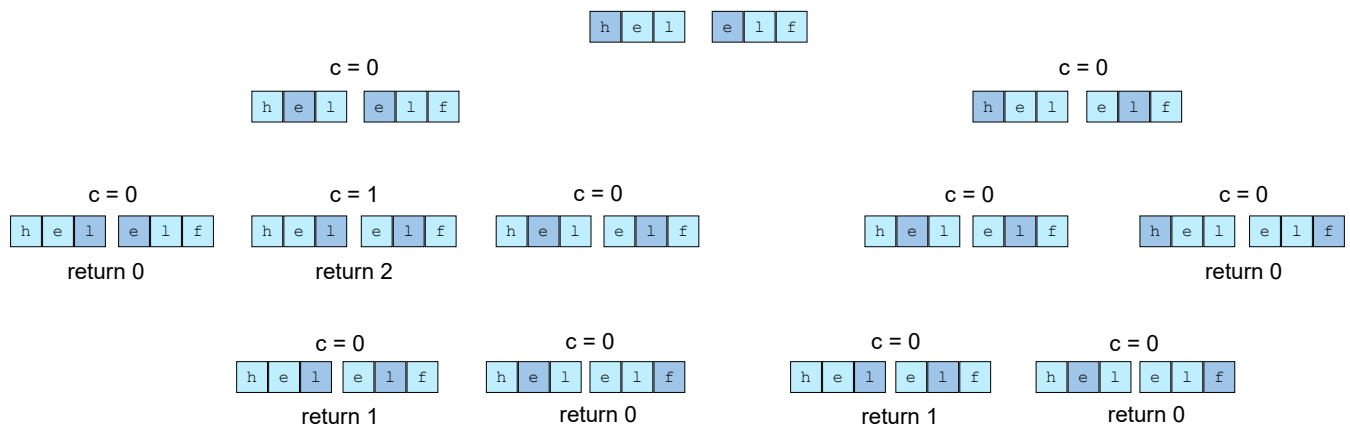 h e l e l f
c = 0 c = 0
h e l e l f h e l e l f
c = 0 c = 1 c = 0 c = 0 c = 0
h e l e l f h e l e l f h e l e l f h e l e l f h e l e l f
return 0 return 2 return 0
c = 0 c = 0 c = 0 c = 0
h e l e l f h e l e l f h e l e l f h e l e l f
return 1 return 0 return 1 return 0